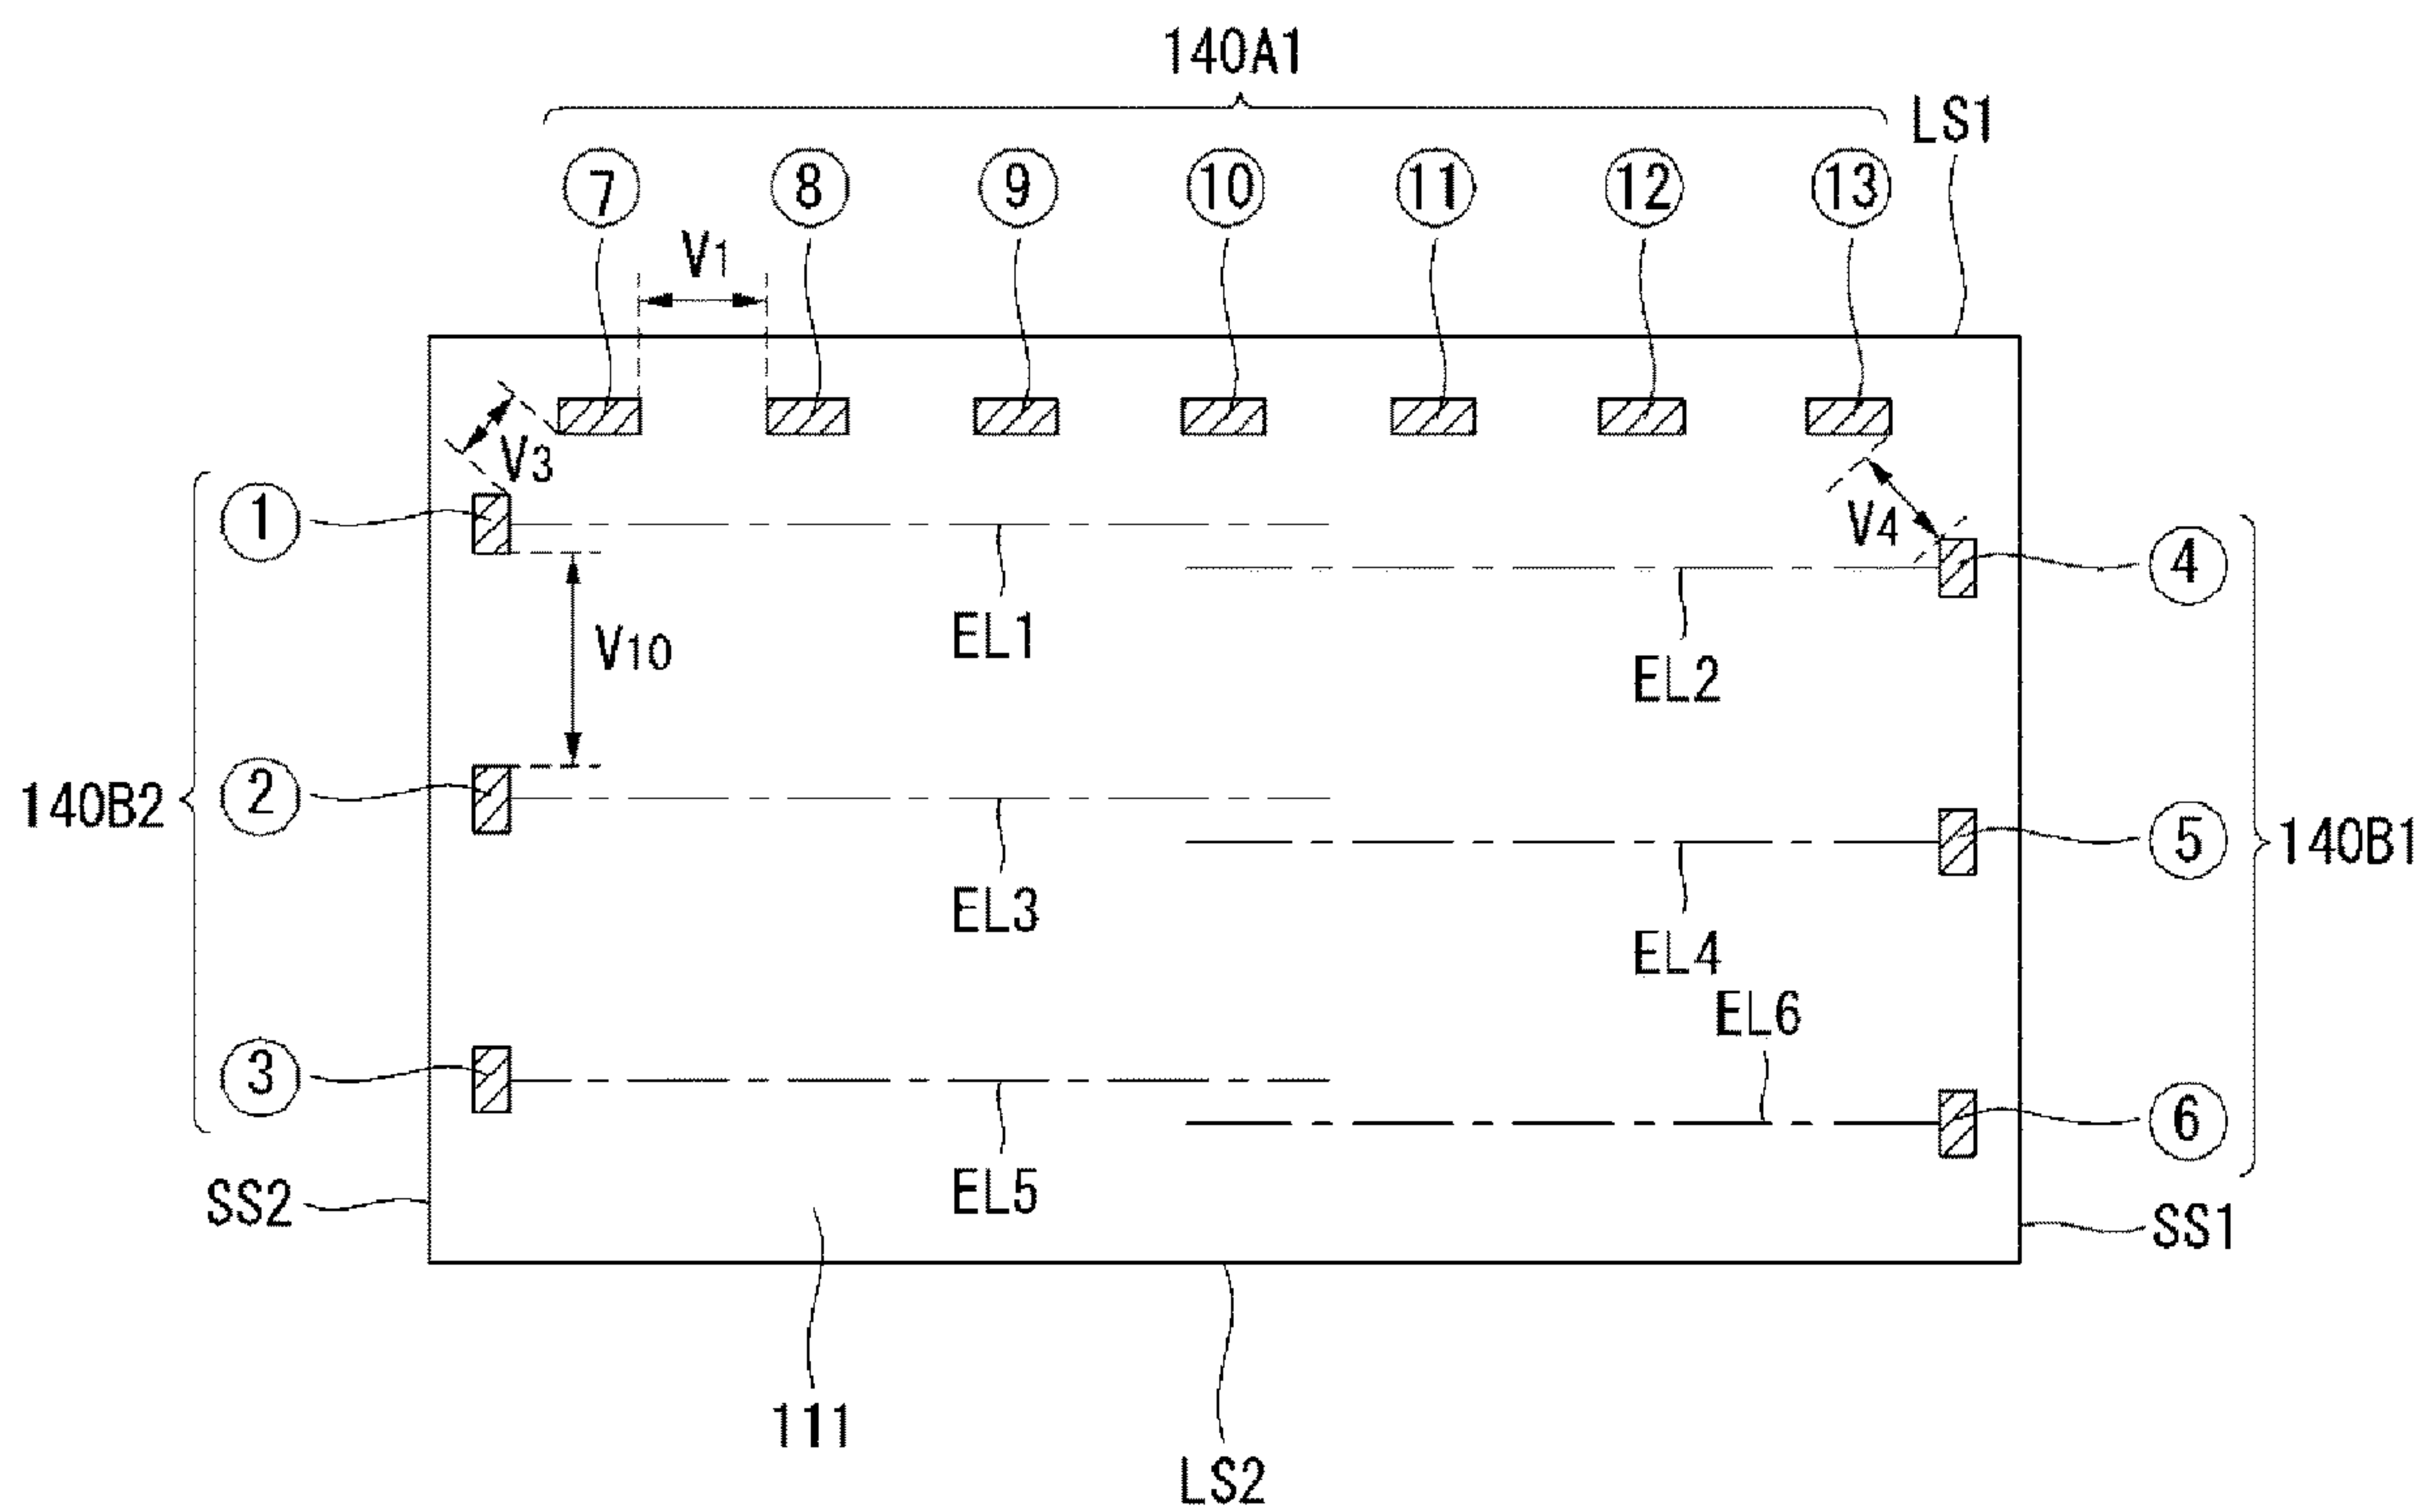 140A1
LS1
⑦ ⑧ ⑨ ⑩ ⑪ ⑫ ⑬
V1
V3
V4
①
④
EL1
V10
EL2
②
140B2
⑤
140B1
EL3
EL4
EL6
③
⑥
EL5
SS2
SS1
111
LS2